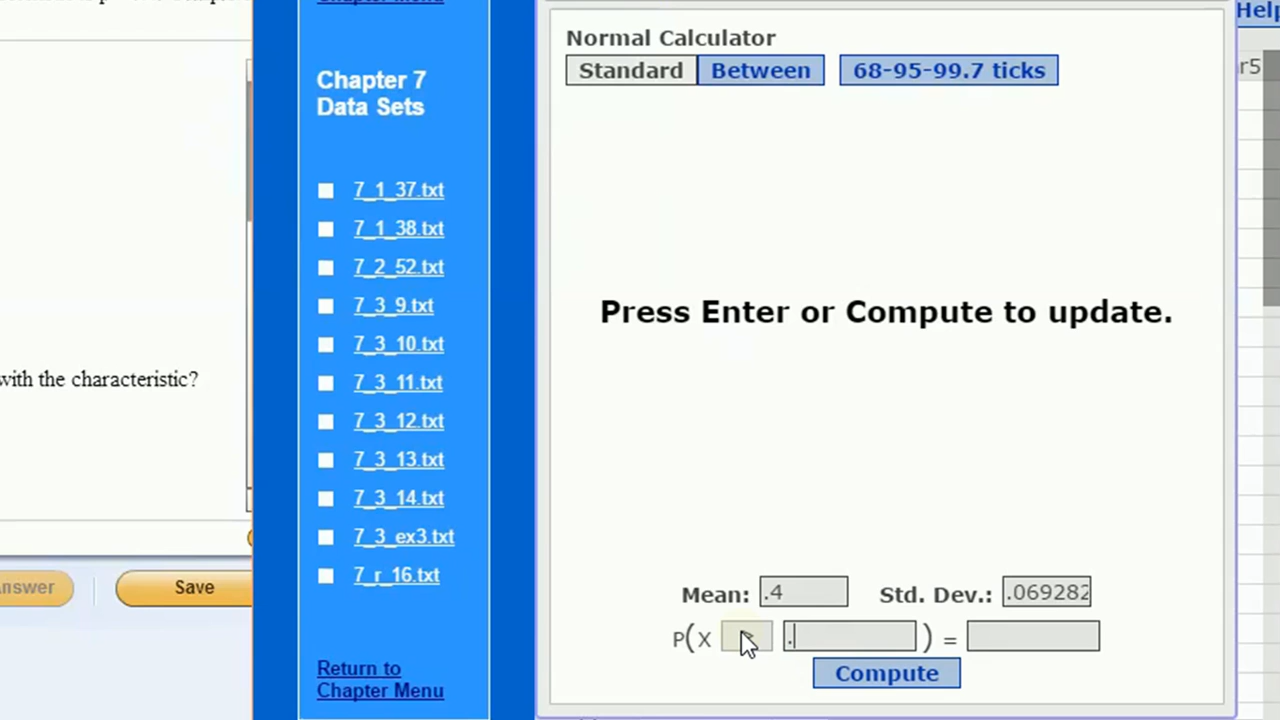 Help
Normal Calculator
Standard Between 68-95-99.7 ticks
r5
Chapter 7
Data Sets
7_1_37.txt
7_1_38.txt
7_2_52.txt
7_3_9.txt
Press Enter or Compute to update.
7_3_10.txt
with the characteristic?
7_3_11.txt
7_3_12.txt
7_3_13.txt
7_3_14.txt
7_3_ex3.txt
7_r_16.txt
nswer Save
Mean: .4 Std. Dev.: .069282
P(X . ) =
Return to
Chapter Menu
Compute